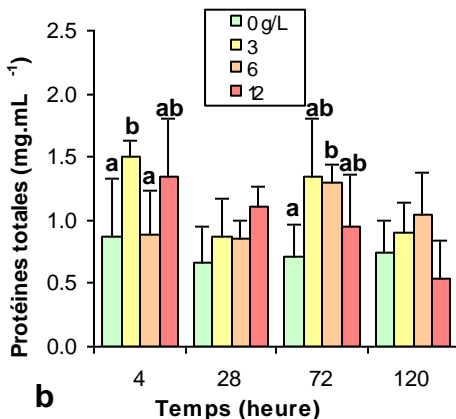 0 g/L
3
6
12
Protéines totales (mg.mL⁻¹)
2.5
2.0
1.5
1.0
0.5
0.0
a b a ab
a ab b ab
4 28 72 120
Temps (heure)
b